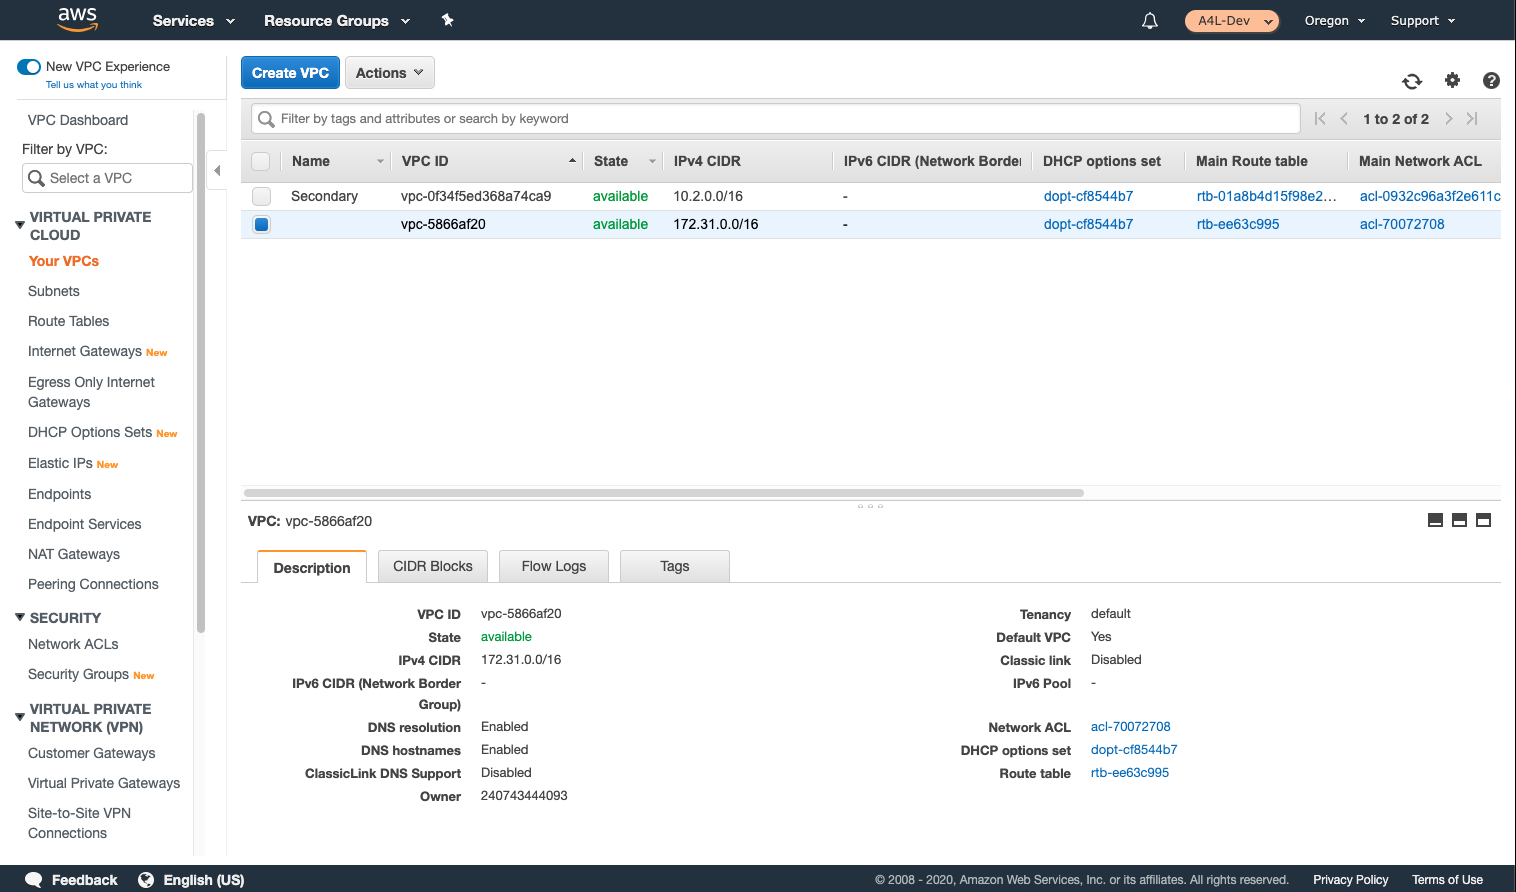 aws Services Resource Groups A4L-Dev Oregon Support
New VPC Experience
Tell us what you think
VPC Dashboard
Filter by VPC:
Select a VPC
VIRTUAL PRIVATE
CLOUD
Your VPCs
Subnets
Route Tables
Internet Gateways New
Egress Only Internet
Gateways
DHCP Options Sets New
Elastic IPs New
Endpoints
Endpoint Services
NAT Gateways
Peering Connections
SECURITY
Network ACLs
Security Groups New
VIRTUAL PRIVATE
NETWORK (VPN)
Customer Gateways
Virtual Private Gateways
Site-to-Site VPN
Connections
Create VPC Actions
Filter by tags and attributes or search by keyword 1 to 2 of 2
Name VPC ID State IPv4 CIDR IPv6 CIDR (Network Border DHCP options set Main Route table Main Network ACL
Secondary vpc-0f34f5ed368a74ca9 available 10.2.0.0/16 - dopt-cf8544b7 rtb-01a8b4d15f98e2... acl-0932c96a3f2e611c
vpc-5866af20 available 172.31.0.0/16 - dopt-cf8544b7 rtb-ee63c995 acl-70072708
VPC: vpc-5866af20
Description CIDR Blocks Flow Logs Tags
VPC ID vpc-5866af20
State available
IPv4 CIDR 172.31.0.0/16
IPv6 CIDR (Network Border -
Group)
DNS resolution Enabled
DNS hostnames Enabled
ClassicLink DNS Support Disabled
Owner 240743444093
Tenancy default
Default VPC Yes
Classic link Disabled
IPv6 Pool -
Network ACL acl-70072708
DHCP options set dopt-cf8544b7
Route table rtb-ee63c995
Feedback English (US) © 2008 - 2020, Amazon Web Services, Inc. or its affiliates. All rights reserved. Privacy Policy Terms of Use